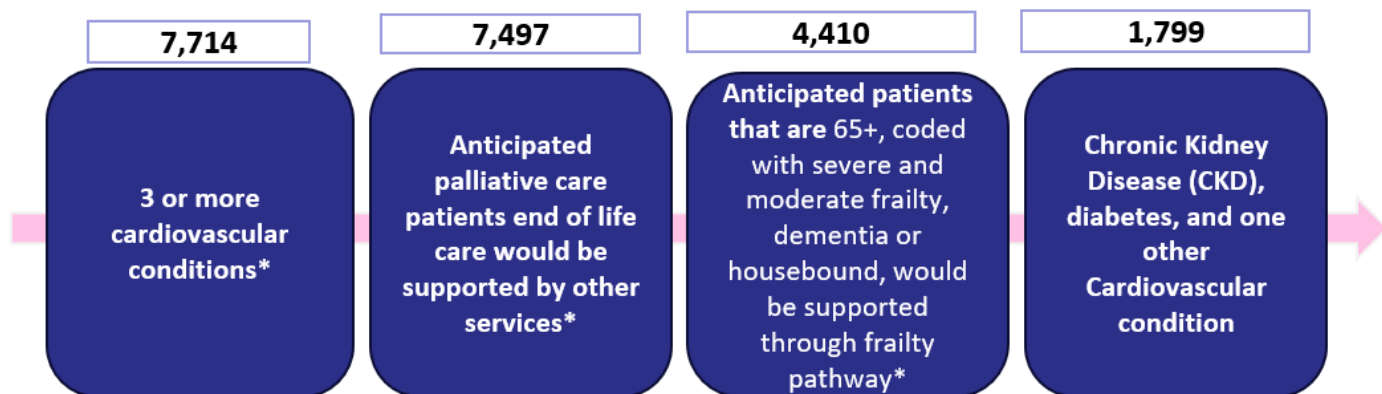 7,714
3 or more
cardiovascular
conditions*
7,497
Anticipated
palliative care
patients end of life
care would be
supported by other
services*
4,410
Anticipated patients
that are 65+, coded
with severe and
moderate frailty,
dementia or
housebound, would
be supported
through frailty
pathway*
1,799
Chronic Kidney
Disease (CKD),
diabetes, and one
other
Cardiovascular
condition